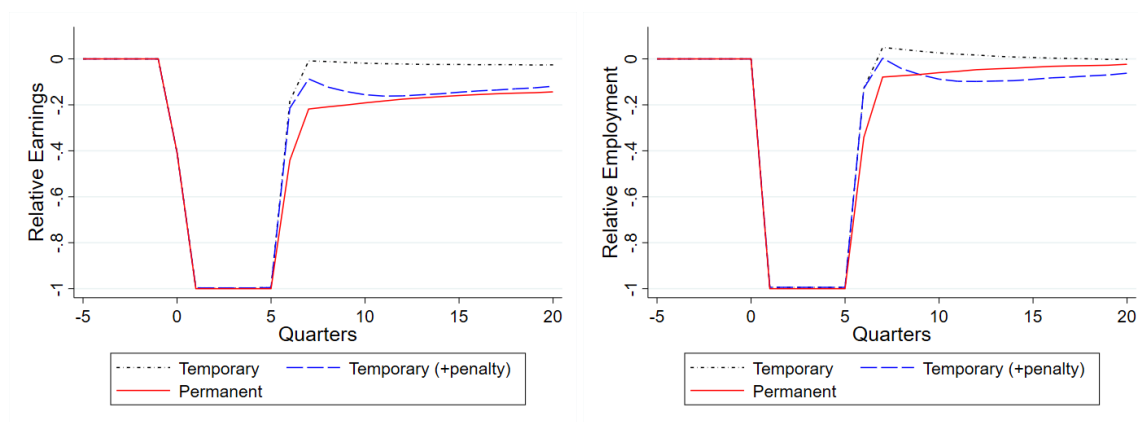 Relative Earnings
0
-.2
-.4
-.6
-.8
-1
-5 0 5 10 15 20
Quarters
Temporary Temporary (+penalty)
Permanent
Relative Employment
0
-.2
-.4
-.6
-.8
-1
-5 0 5 10 15 20
Quarters
Temporary Temporary (+penalty)
Permanent